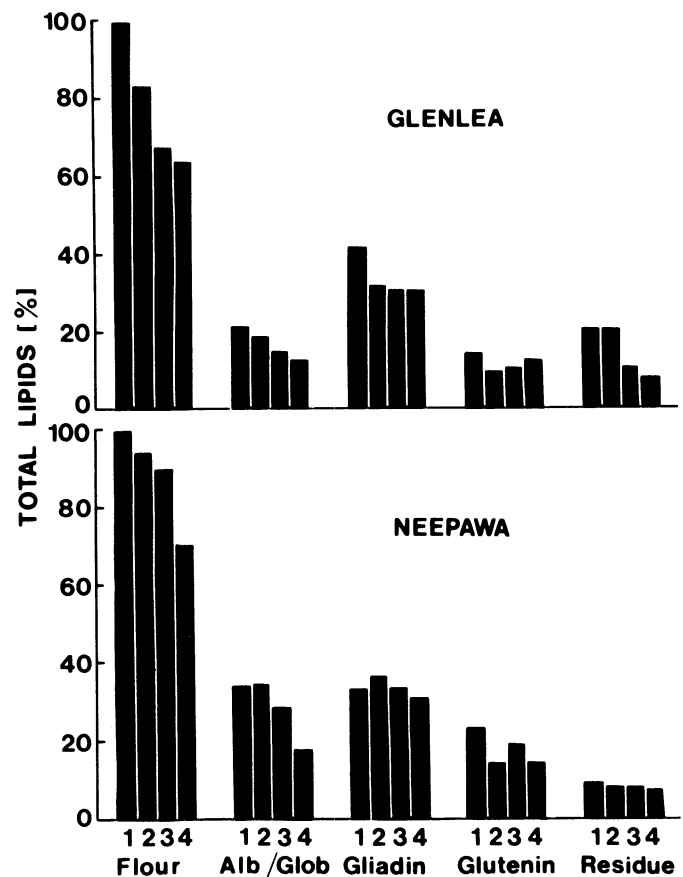 100
80
60
40
20
0
GLENLEA
TOTAL LIPIDS [%]
100
80
60
40
20
0
NEEPAWA
1 2 3 4 1 2 3 4 1 2 3 4 1 2 3 4 1 2 3 4
Flour Alb/Glob Gliadin Glutenin Residue